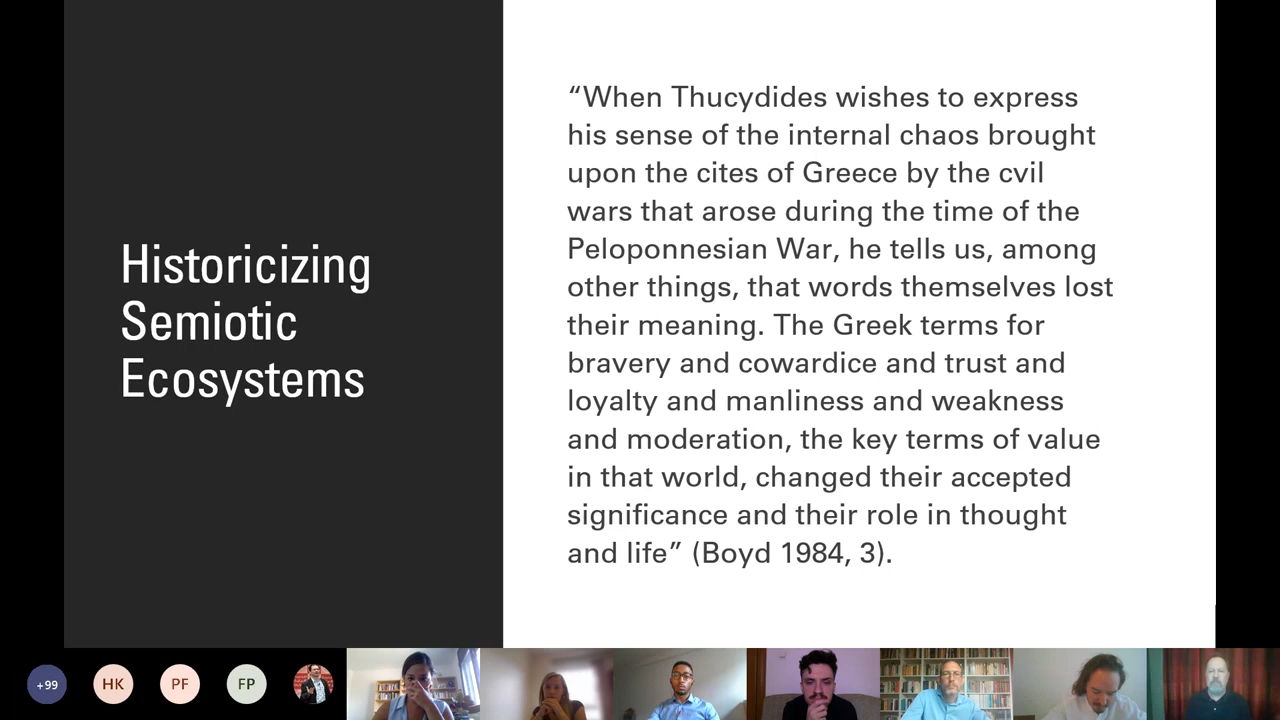 Historicizing
Semiotic
Ecosystems
“When Thucydides wishes to express
his sense of the internal chaos brought
upon the cites of Greece by the cvil
wars that arose during the time of the
Peloponnesian War, he tells us, among
other things, that words themselves lost
their meaning. The Greek terms for
bravery and cowardice and trust and
loyalty and manliness and weakness
and moderation, the key terms of value
in that world, changed their accepted
significance and their role in thought
and life” (Boyd 1984, 3).
+99
HK
PF
FP